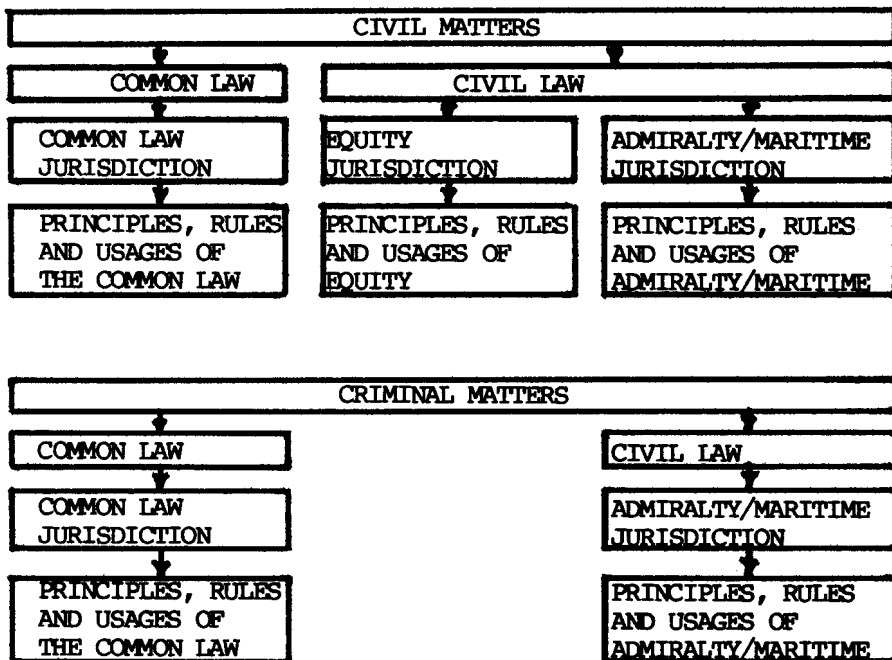 CIVIL MATTERS
COMMON LAW
CIVIL LAW
COMMON LAW
JURISDICTION
EQUITY
JURISDICTION
ADMIRALTY/MARITIME
JURISDICTION
PRINCIPLES, RULES
AND USAGES OF
THE COMMON LAW
PRINCIPLES, RULES
AND USAGES OF
EQUITY
PRINCIPLES, RULES
AND USAGES OF
ADMIRALTY/MARITIME
CRIMINAL MATTERS
COMMON LAW
CIVIL LAW
COMMON LAW
JURISDICTION
ADMIRALTY/MARITIME
JURISDICTION
PRINCIPLES, RULES
AND USAGES OF
THE COMMON LAW
PRINCIPLES, RULES
AND USAGES OF
ADMIRALTY/MARITIME